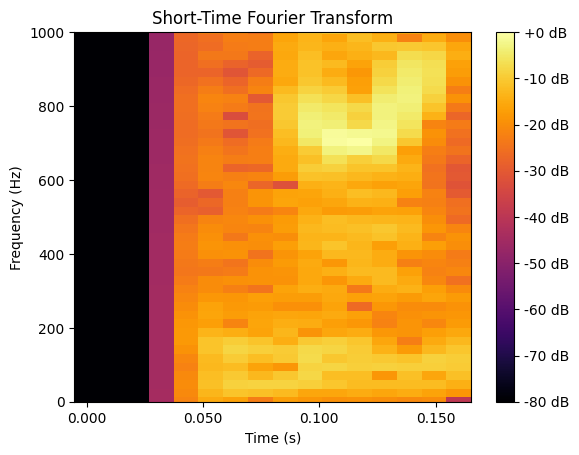 Short-Time Fourier Transform
1000
800
600
400
200
0
Frequency (Hz)
0.000
0.050
0.100
0.150
Time (s)
+0 dB
-10 dB
-20 dB
-30 dB
-40 dB
-50 dB
-60 dB
-70 dB
-80 dB